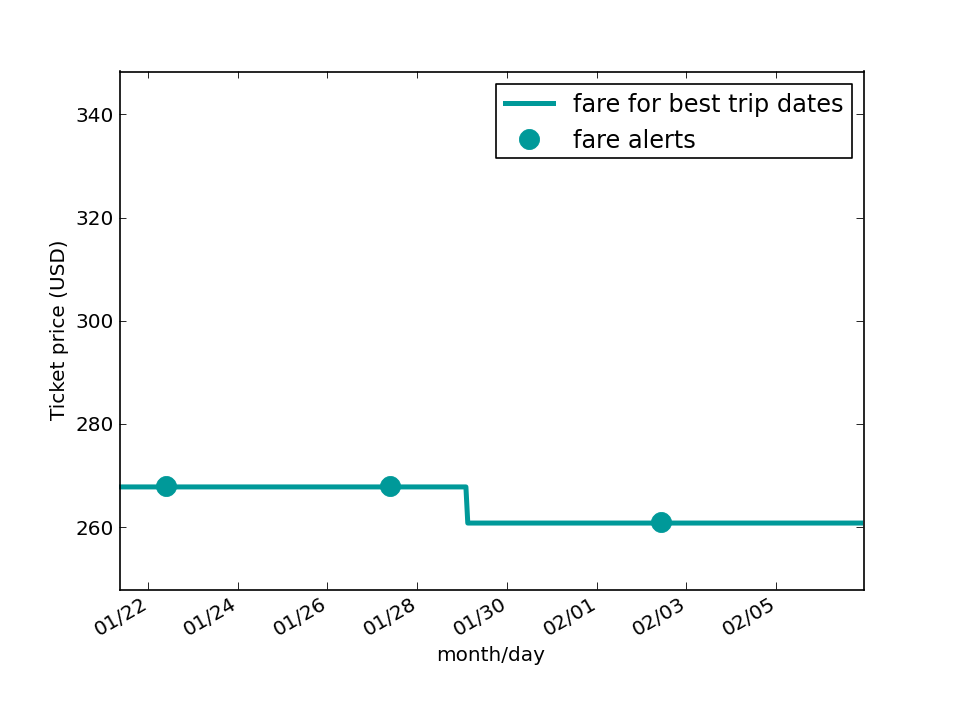 fare for best trip dates
fare alerts
340
320
300
280
260
Ticket price (USD)
01/22 01/24 01/26 01/28 01/30 02/01 02/03 02/05
month/day